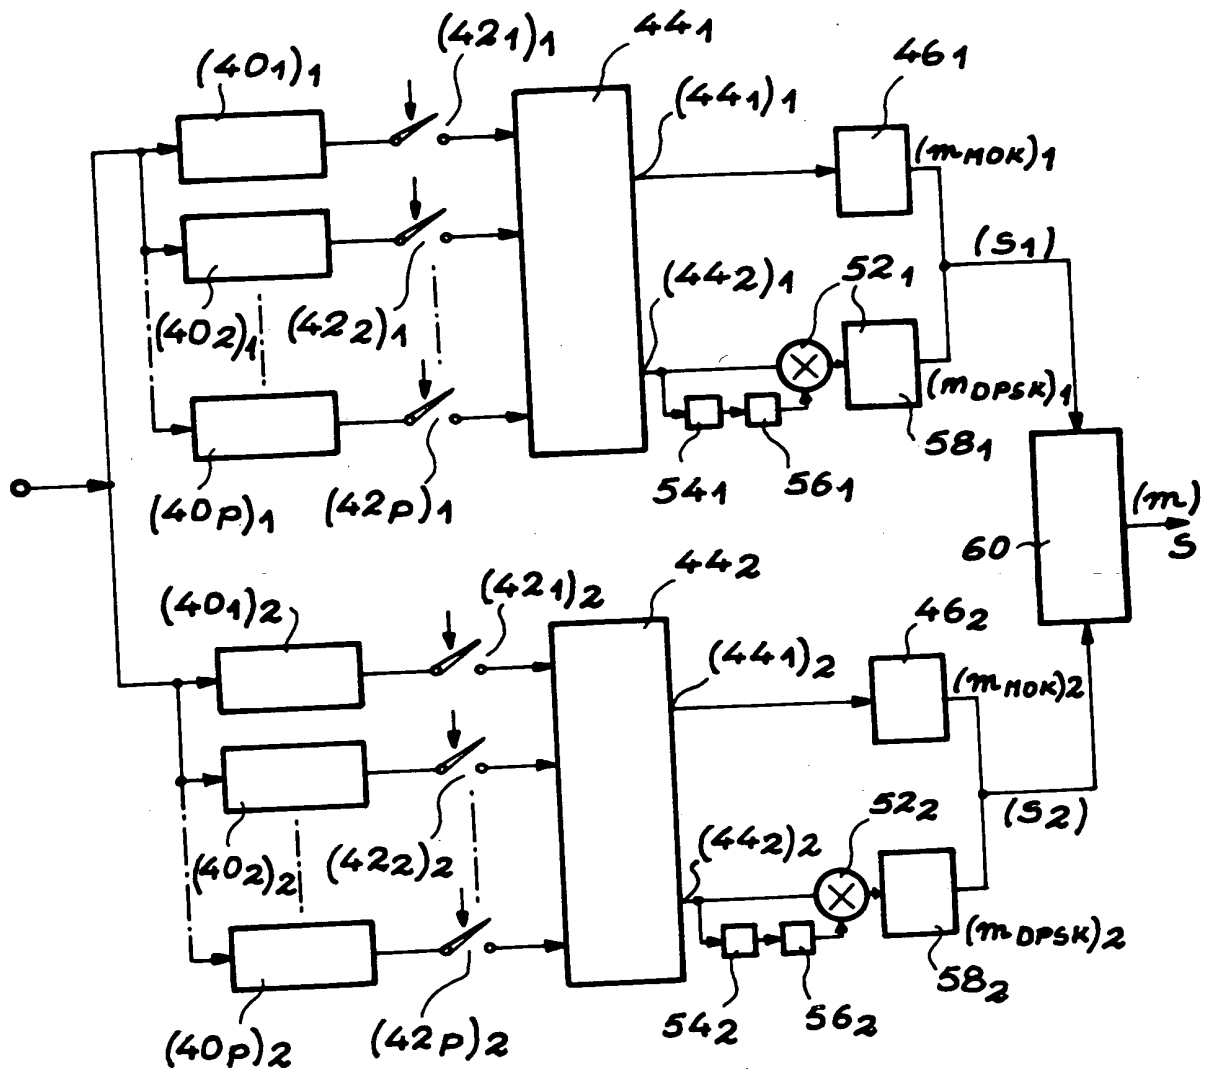 (42₁)₁
44₁
(40₁)₁
46₁
(44₁)₁
(m_MOK)₁
(S₁)
(44₂)₁
52₁
(40₂)₁
(42₂)₁
(m_DPSK)₁
58₁
54₁
56₁
(40p)₁
(42p)₁
(m)
S
60
44₂
(40₁)₂
(42₁)₂
46₂
(44₁)₂
(m_MOK)₂
(S₂)
52₂
(44₂)₂
(40₂)₂
(42₂)₂
(m_DPSK)₂
58₂
54₂
56₂
(40p)₂
(42p)₂